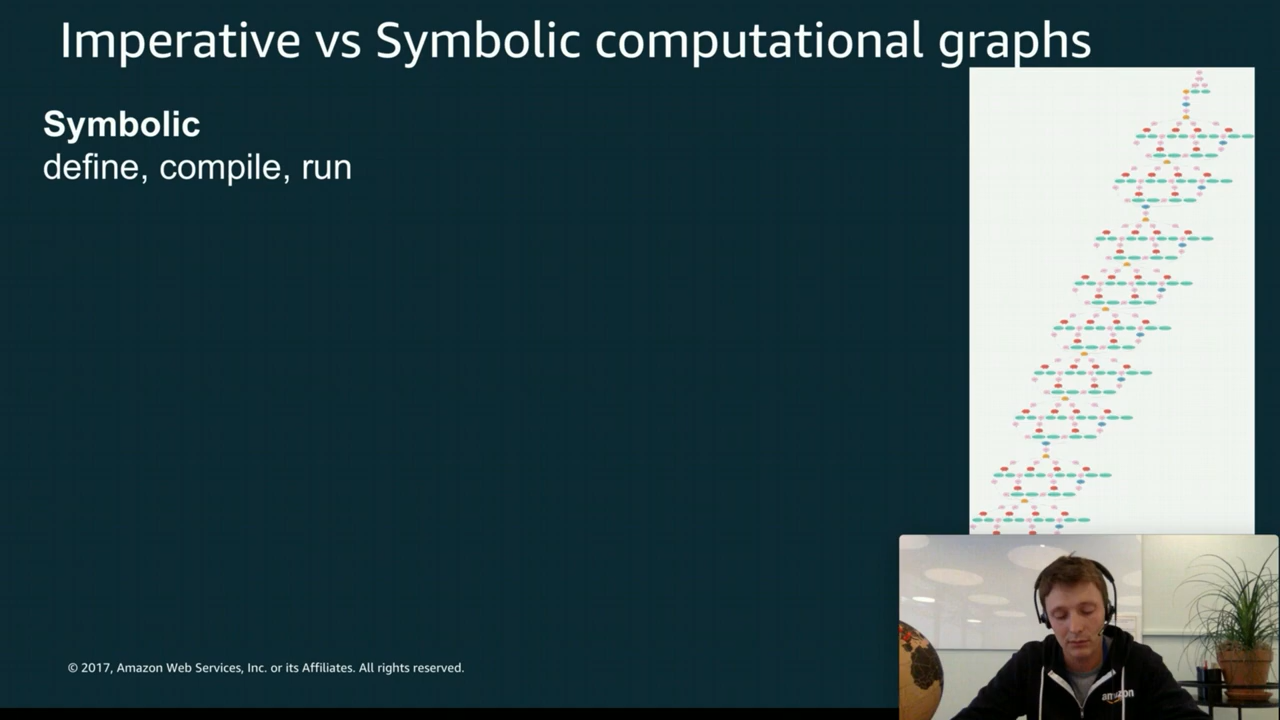 Imperative vs Symbolic computational graphs
Symbolic
define, compile, run
© 2017, Amazon Web Services, Inc. or its Affiliates. All rights reserved.
amazon